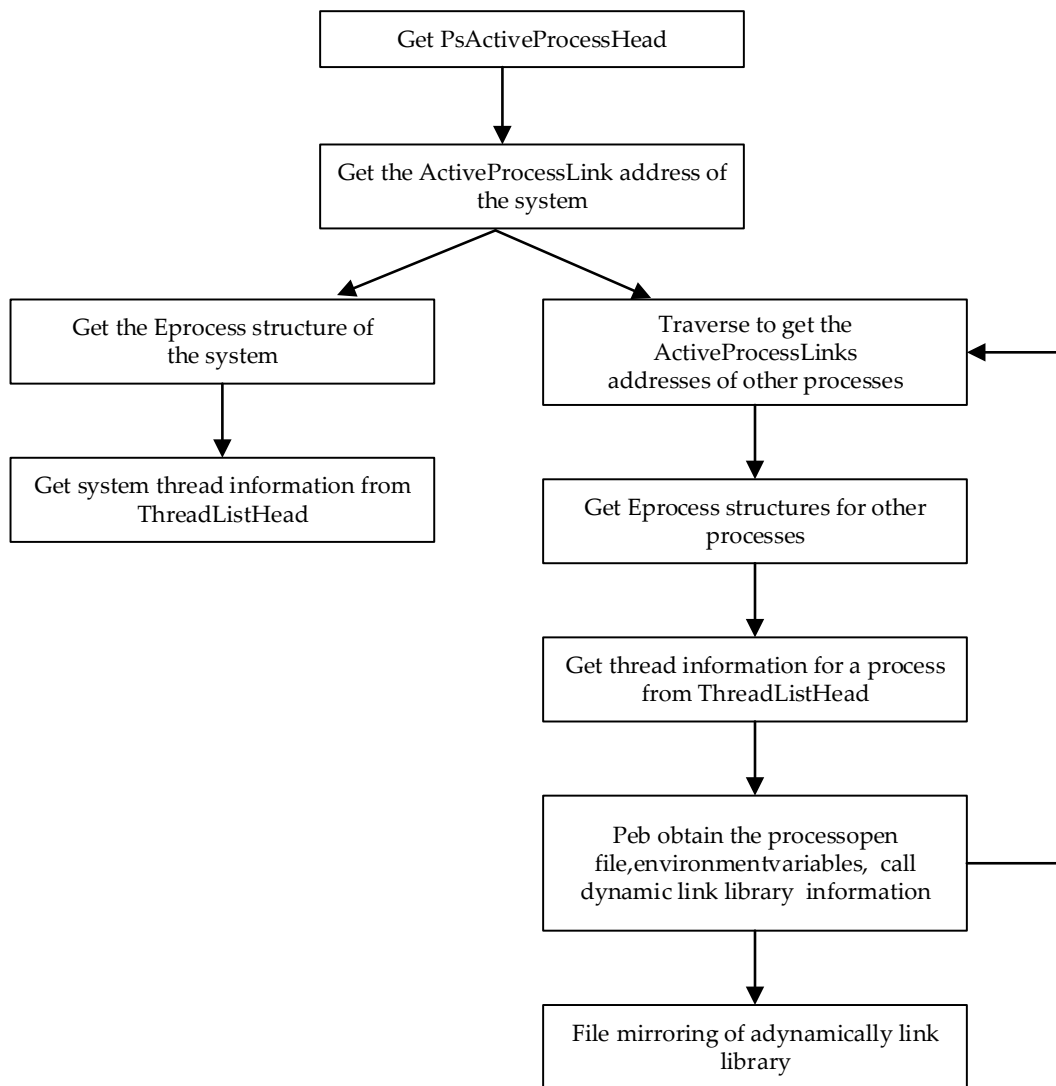 Get PsActiveProcessHead
Get the ActiveProcessLink address of
the system
Get the Eprocess structure of
the system
Get system thread information from
ThreadListHead
Traverse to get the
ActiveProcessLinks
addresses of other processes
Get Eprocess structures for other
processes
Get thread information for a process
from ThreadListHead
Peb obtain the processopen
file,environmentvariables, call
dynamic link library information
File mirroring of adynamically link
library